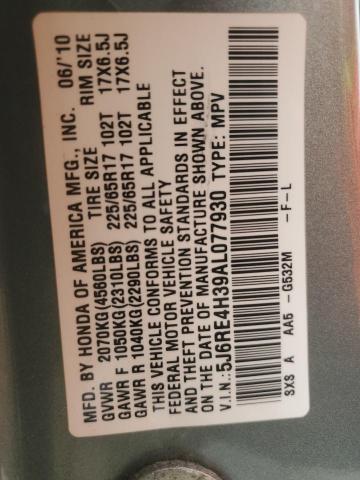 MFD. BY HONDA OF AMERICA MFG., INC. 06/'10
GVWR 2070KG(4560LBS) TIRE SIZE RIM SIZE
GAWR F 1050KG(2310LBS) 225/65R17 102T 17X6.5J
GAWR R 1040KG(2290LBS) 225/65R17 102T 17X6.5J
THIS VEHICLE CONFORMS TO ALL APPLICABLE
FEDERAL MOTOR VEHICLE SAFETY
AND THEFT PREVENTION STANDARDS IN EFFECT
ON THE DATE OF MANUFACTURE SHOWN ABOVE.
V.I.N.:5J6RE4H39AL077930 TYPE: MPV
SXS A AA5 -G532M -F-L